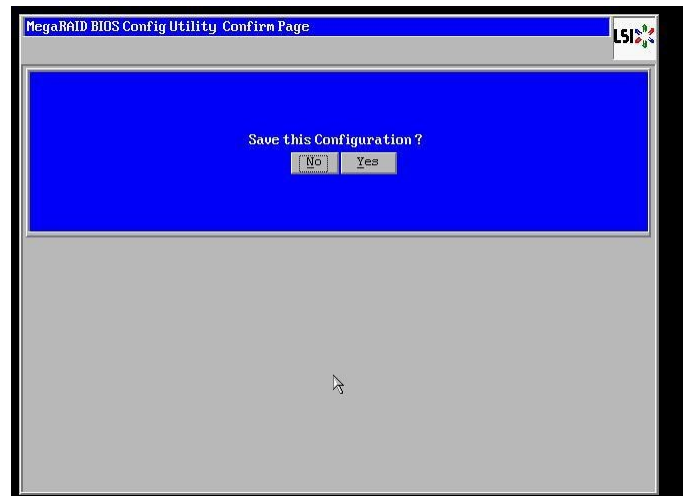 MegaRAID BIOS Config Utility Confirm Page
LSI
Save this Configuration ?
No Yes